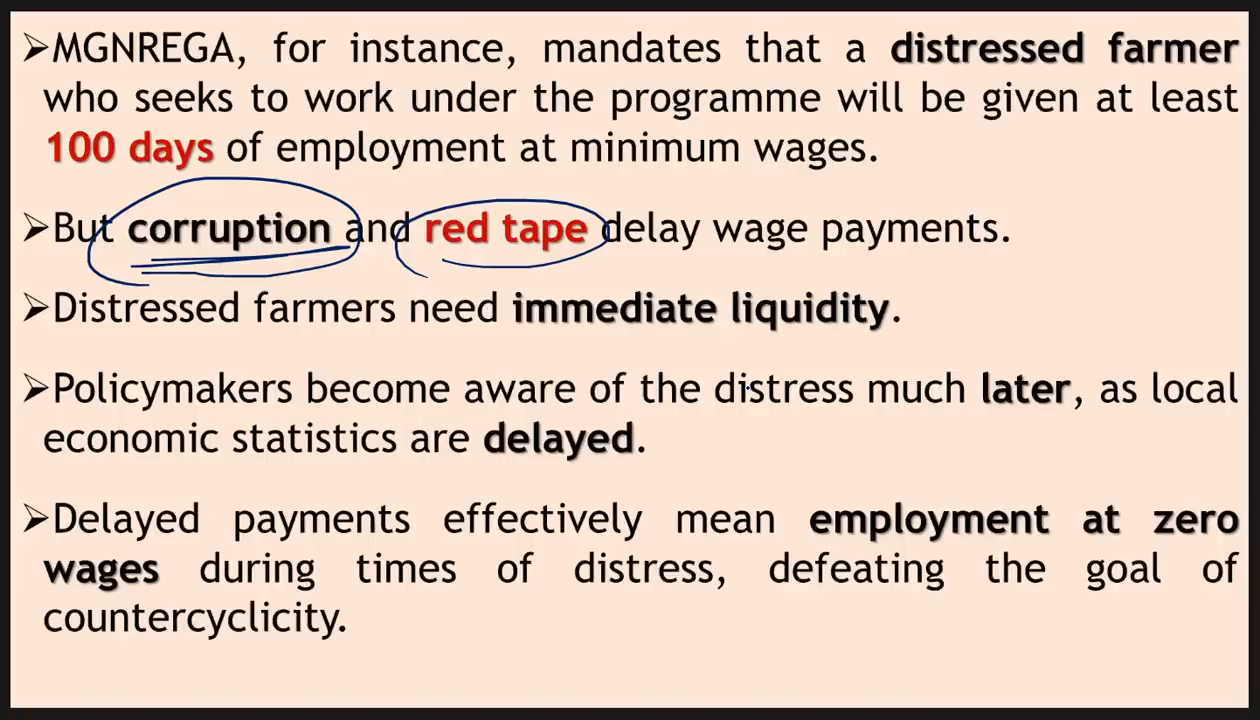 ➢MGNREGA, for instance, mandates that a distressed farmer
who seeks to work under the programme will be given at least
100 days of employment at minimum wages.
➢But corruption and red tape delay wage payments.
➢Distressed farmers need immediate liquidity.
➢Policymakers become aware of the distress much later, as local
economic statistics are delayed.
➢Delayed payments effectively mean employment at zero
wages during times of distress, defeating the goal of
countercyclicity.